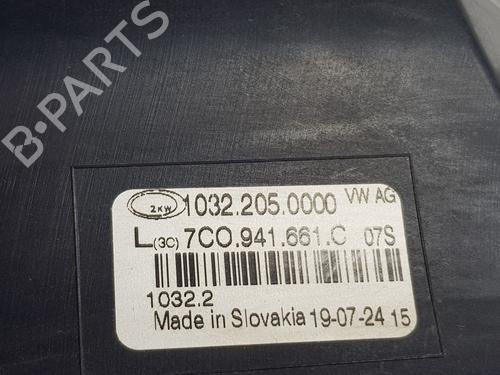 B-PARTS
2KW 1032.205.0000 VW AG
L(3C) 7C0.941.661.C 07S
1032.2
Made in Slovakia 19-07-24 15